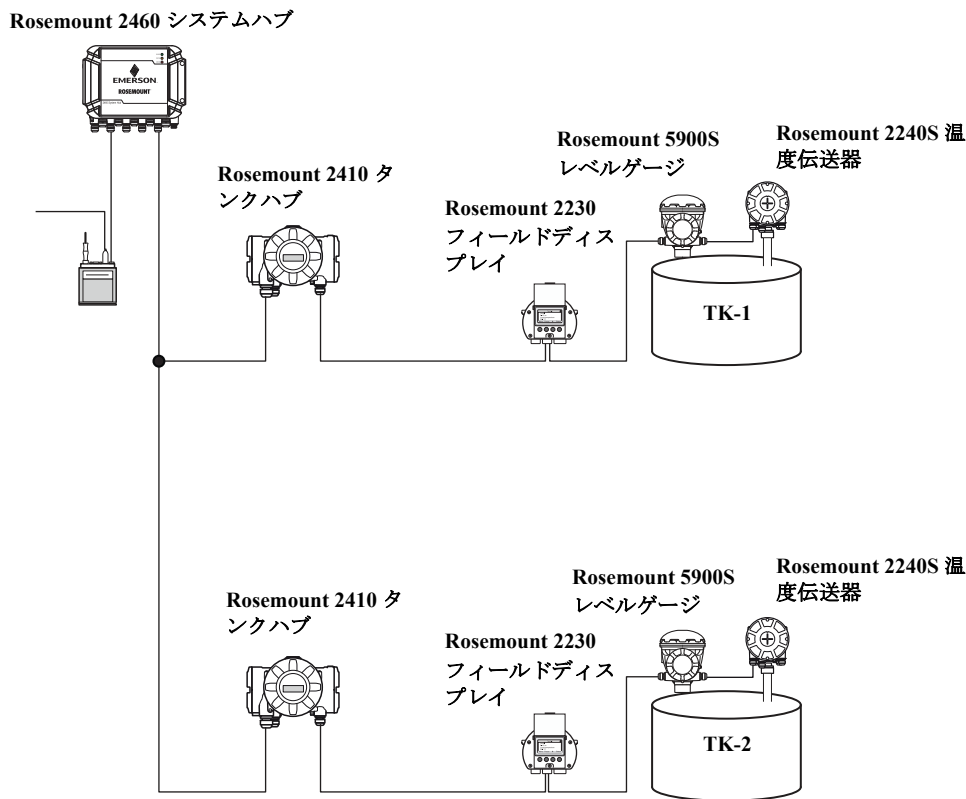 Rosemount 2460 システムハブ
EMERSON
ROSEMOUNT
Rosemount 2410 タ
ンクハブ
Rosemount 2230
フィールドディス
プレイ
Rosemount 5900S
レベルゲージ
Rosemount 2240S 温
度伝送器
TK-1
Rosemount 2410 タ
ンクハブ
Rosemount 2230
フィールドディス
プレイ
Rosemount 5900S
レベルゲージ
Rosemount 2240S 温
度伝送器
TK-2